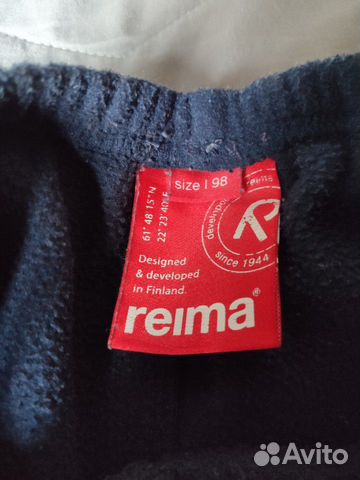 size | 98
61° 48'15"N
22° 23'40"E
since 1944
Designed
& developed
in Finland.
reima®
Avito